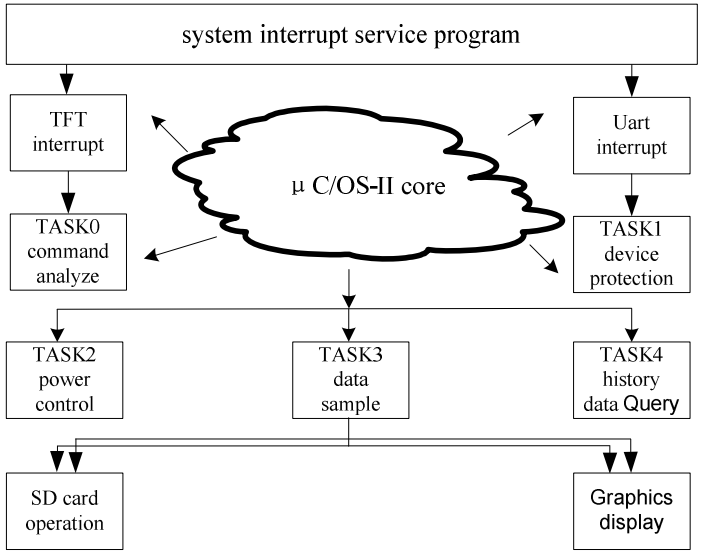 system interrupt service program
TFT
interrupt
Uart
interrupt
μ C/OS-II core
TASK0
command
analyze
TASK1
device
protection
TASK2
power
control
TASK3
data
sample
TASK4
history
data Query
SD card
operation
Graphics
display